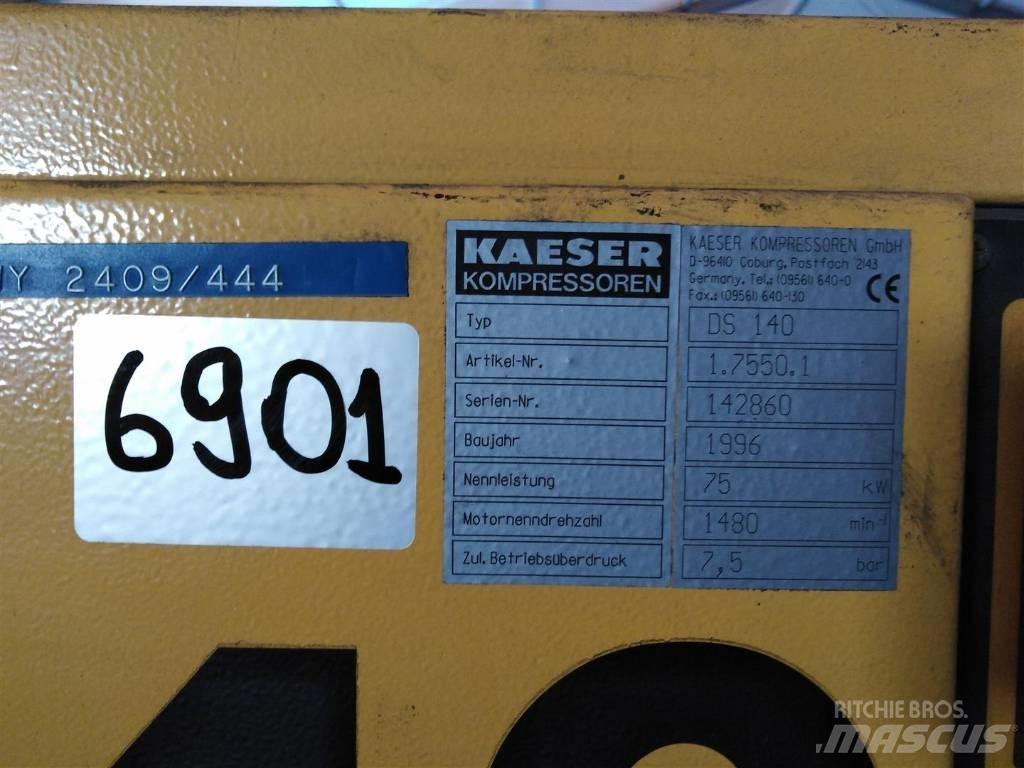 UY 2409/444
6901
KAESER
KOMPRESSOREN
KAESER KOMPRESSOREN GmbH
D-96410 Coburg, Postfach 2143
Germany. Tel.: (09561) 640-0
Fax.: (09561) 640-130
CE
Typ DS 140
Artikel-Nr. 1.7550.1
Serien-Nr. 142860
Baujahr 1996
Nennleistung 75 kW
Motornenndrehzahl 1480 min⁻¹
Zul. Betriebsüberdruck 7,5 bar
RITCHIE BROS.
MASCUS